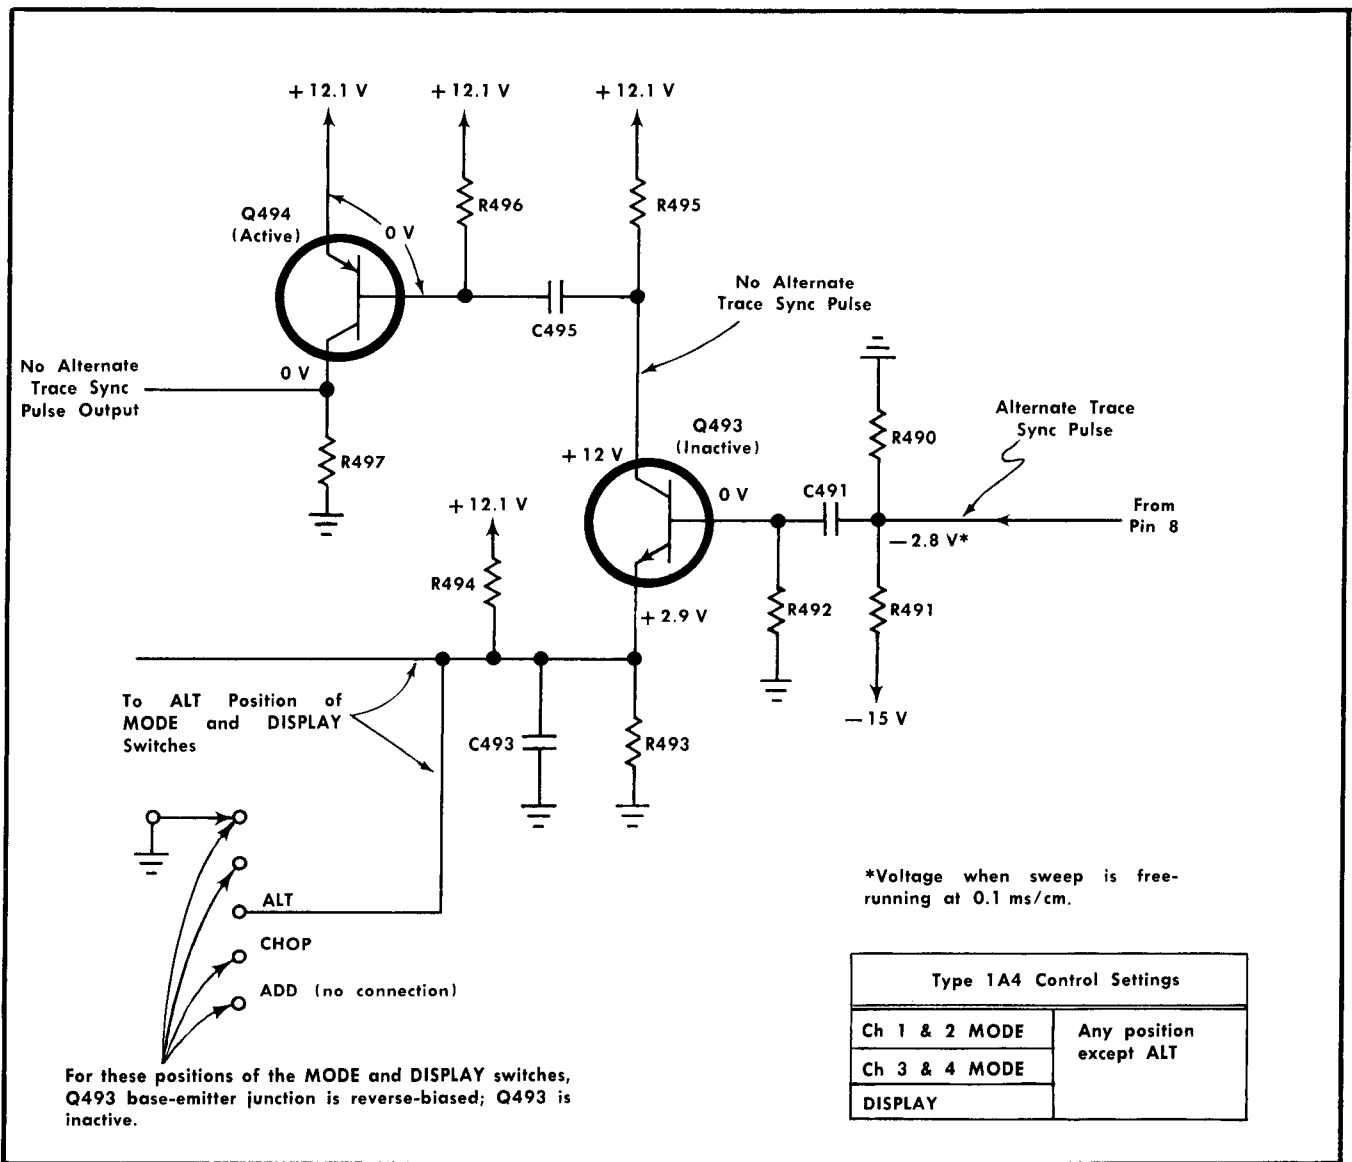 + 12.1 V
+ 12.1 V
+ 12.1 V
Q494
(Active)
0 V
R496
R495
No Alternate
Trace Sync
Pulse
C495
No Alternate
Trace Sync
Pulse Output
0 V
R497
Q493
(Inactive)
+ 12 V
0 V
C491
R490
Alternate Trace
Sync Pulse
From
Pin 8
— 2.8 V*
+ 12.1 V
R494
+ 2.9 V
R492
R491
— 15 V
To ALT Position of
MODE and DISPLAY
Switches
C493
R493
ALT
CHOP
ADD (no connection)
For these positions of the MODE and DISPLAY switches,
Q493 base-emitter junction is reverse-biased; Q493 is
inactive.
*Voltage when sweep is free-
running at 0.1 ms/cm.
Type 1A4 Control Settings
Ch 1 & 2 MODE
Ch 3 & 4 MODE
DISPLAY
Any position
except ALT